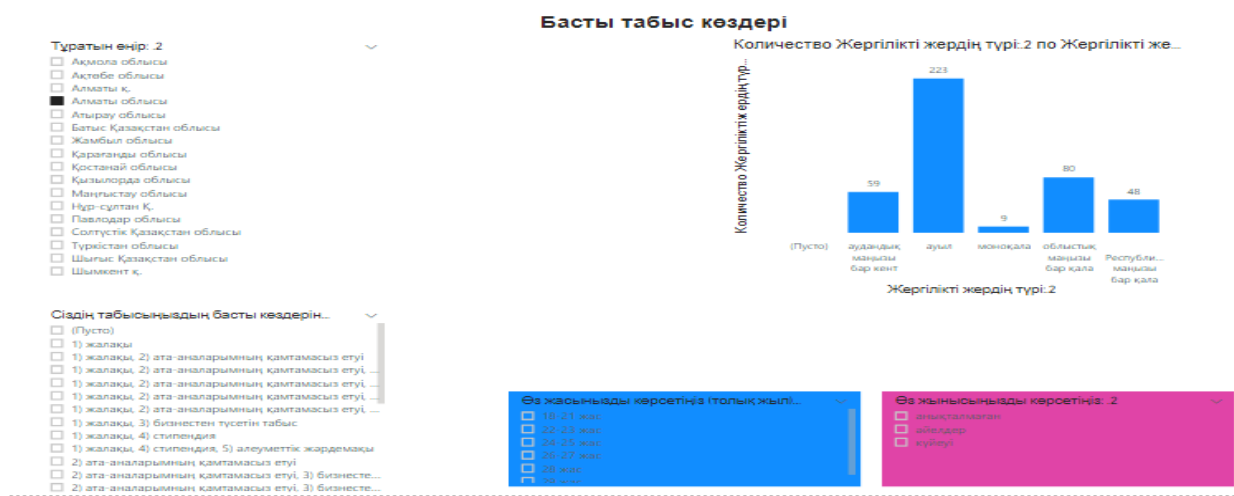 Басты табыс көздері
Тұратын өңір: .2
Ақмола облысы
Ақтөбе облысы
Алматы қ.
Алматы облысы
Атырау облысы
Батыс Қазақстан облысы
Жамбыл облысы
Қарағанды облысы
Қостанай облысы
Қызылорда облысы
Маңғыстау облысы
Нұр-сұлтан Қ.
Павлодар облысы
Солтүстік Қазақстан облысы
Түркістан облысы
Шығыс Қазақстан облысы
Шымкент қ.
Сіздің табысыңыздың басты көздерін...
(Пусто)
1) жалақы
1) жалақы, 2) ата-аналарымның қамтамасыз етуі
1) жалақы, 2) ата-аналарымның қамтамасыз етуі, ...
1) жалақы, 2) ата-аналарымның қамтамасыз етуі, ...
1) жалақы, 2) ата-аналарымның қамтамасыз етуі, ...
1) жалақы, 2) ата-аналарымның қамтамасыз етуі, ...
1) жалақы, 3) бизнестен түсетін табыс
1) жалақы, 4) стипендия
1) жалақы, 4) стипендия, 5) әлеуметтік жәрдемақы
2) ата-аналарымның қамтамасыз етуі
2) ата-аналарымның қамтамасыз етуі, 3) бизнесте...
2) ата-аналарымның қамтамасыз етуі, 3) бизнесте...
Количество Жергілікті жердің түрі:.2 по Жергілікті же...
Количество Жергілікті жердің түр...
223
59
9
80
48
(Пусто)
аудандық маңызы бар кент
ауыл
моноқала
облыстық маңызы бар қала
Республи... маңызы бар қала
Жергілікті жердің түрі:.2
Өз жасыңызды көрсетіңіз (толық жыл)...
18-21 жас
22-23 жас
24-25 жас
26-27 жас
28 жас
29 жас
Өз жынысыңызды көрсетіңіз: .2
анықталмаған
әйелдер
күйеуі